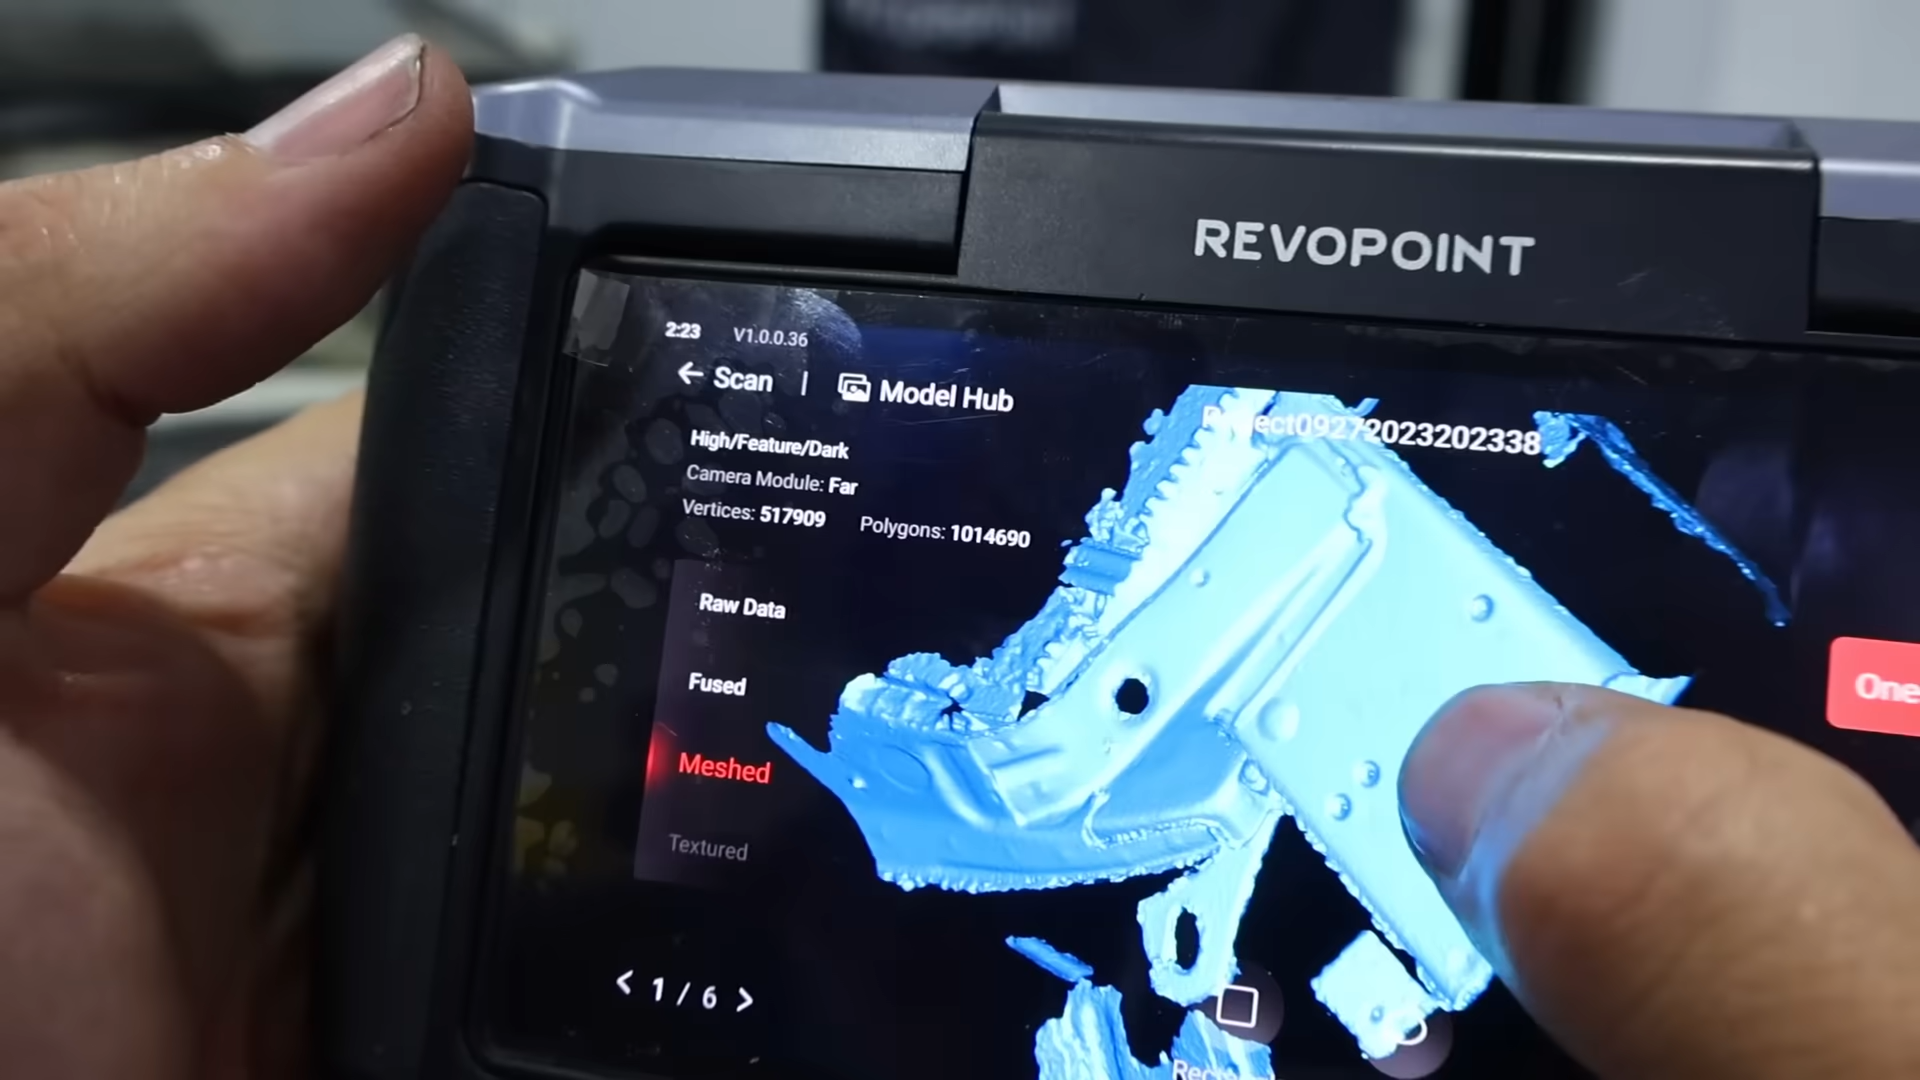 REVOPOINT
2:23 V1.0.0.36
← Scan | Model Hub
ect09272023202338
High/Feature/Dark
Camera Module: Far
Vertices: 517909 Polygons: 1014690
Raw Data
Fused
One
Meshed
Textured
< 1 / 6 >